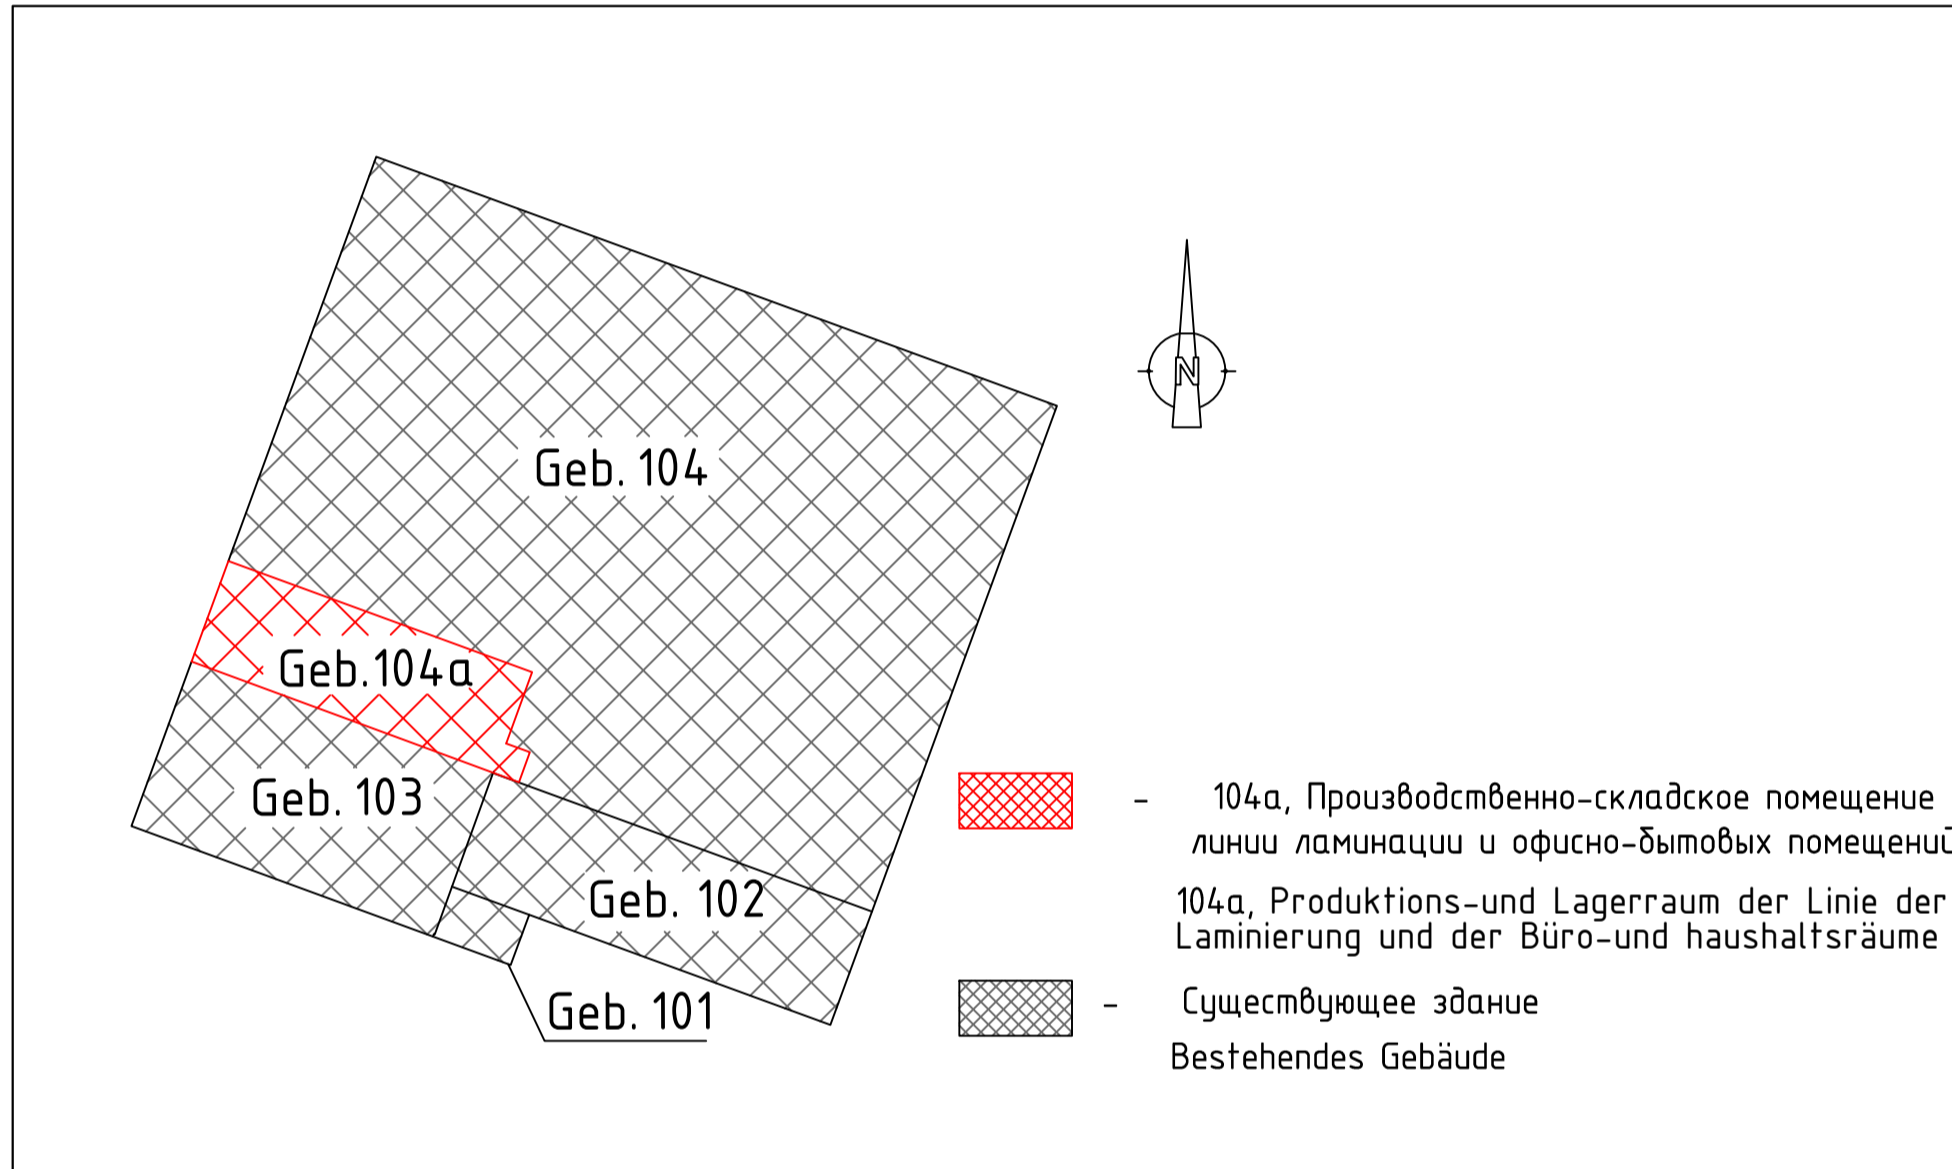 Geb. 104
N
Geb.104a
Geb. 103
Geb. 102
Geb. 101
- 104а, Производственно-складское помещение
линии ламинации и офисно-бытовых помещений
104a, Produktions-und Lagerraum der Linie der
Laminierung und der Büro-und haushaltsräume
- Существующее здание
Bestehendes Gebäude